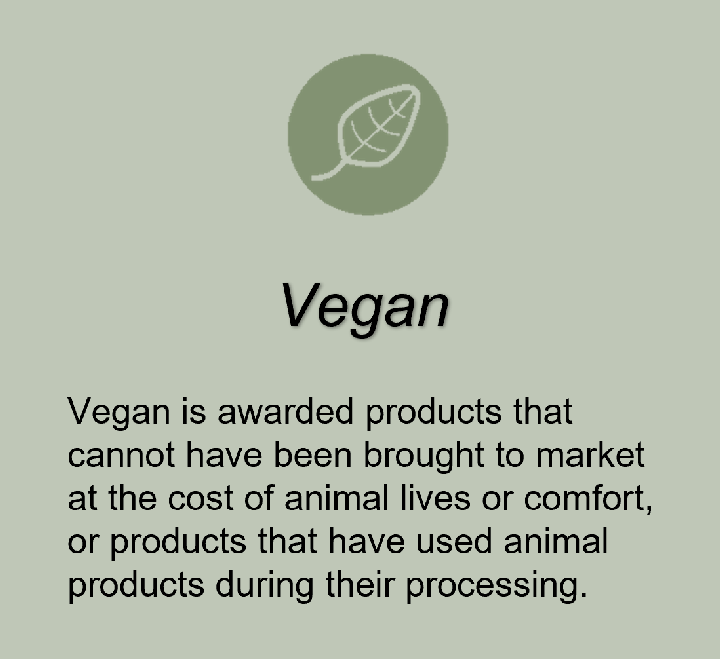 Vegan
Vegan is awarded products that
cannot have been brought to market
at the cost of animal lives or comfort,
or products that have used animal
products during their processing.